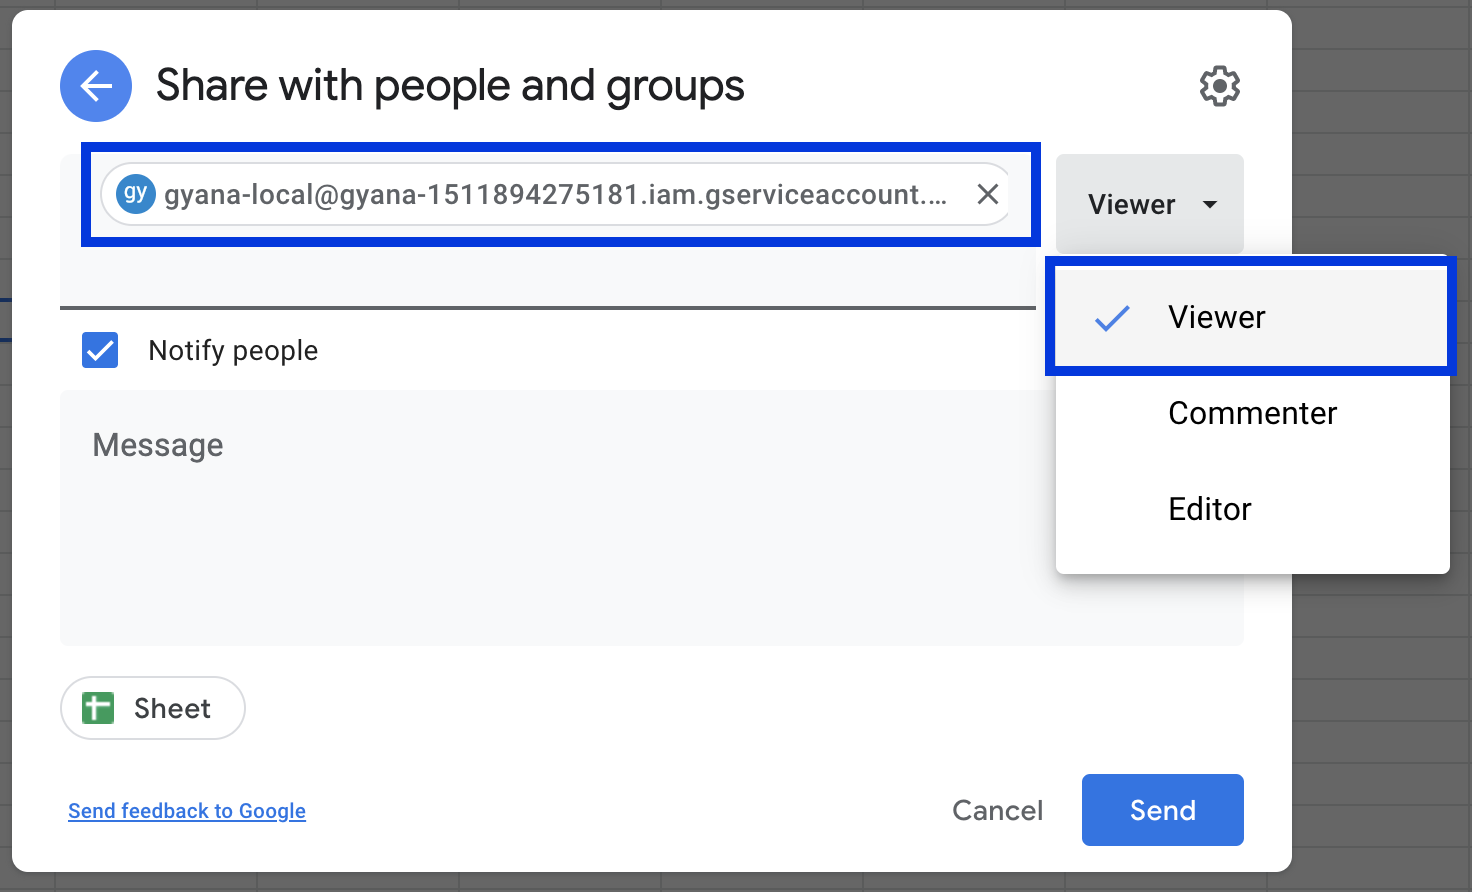 Share with people and groups
gy gyana-local@gyana-1511894275181.iam.gserviceaccount....
Viewer
Viewer
Commenter
Editor
Notify people
Message
Sheet
Send feedback to Google
Cancel
Send